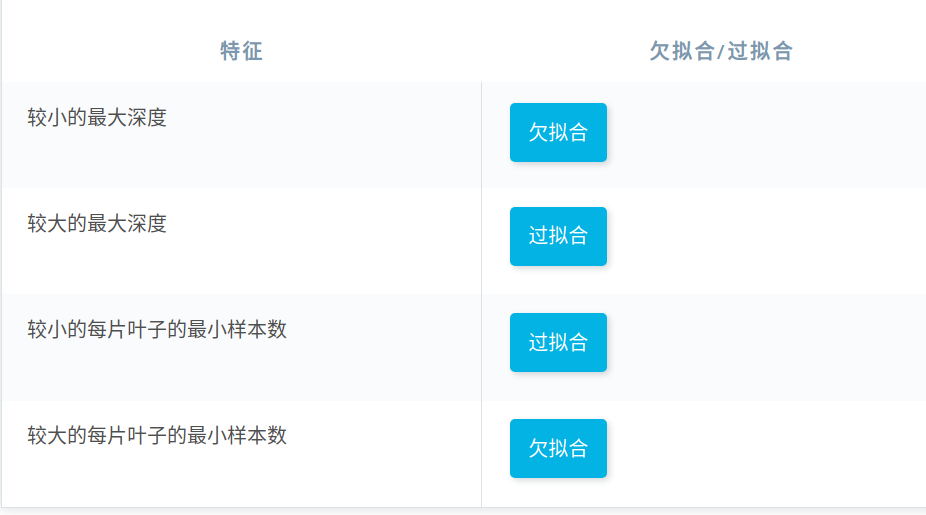 特征
欠拟合/过拟合
较小的最大深度
欠拟合
较大的最大深度
过拟合
较小的每片叶子的最小样本数
过拟合
较大的每片叶子的最小样本数
欠拟合